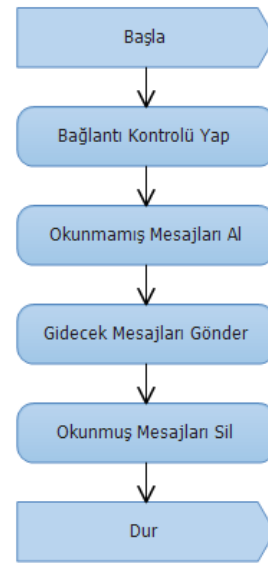 Başla
Bağlantı Kontrolü Yap
Okunmamış Mesajları Al
Gidecek Mesajları Gönder
Okunmuş Mesajları Sil
Dur